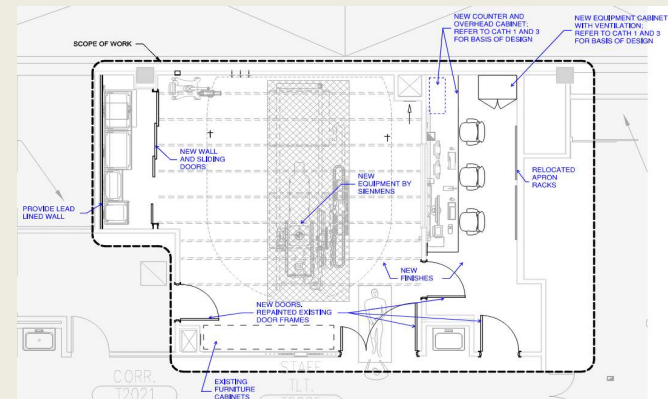 NEW COUNTER AND
OVERHEAD CABINET;
REFER TO CATH 1 AND 3
FOR BASIS OF DESIGN
NEW EQUIPMENT CABINET
WITH VENTILATION;
REFER TO CATH 1 AND 3
FOR BASIS OF DESIGN
SCOPE OF WORK
NEW WALL
AND SLIDING
DOORS
NEW
EQUIPMENT BY
SIENMENS
RELOCATED
APRON
RACKS
PROVIDE LEAD
LINED WALL
NEW
FINISHES
NEW DOORS.
REPAINTED EXISTING
DOOR FRAMES
EXISTING
FURNITURE
CABINETS
CORR.
T2021
STAFF
TLT.